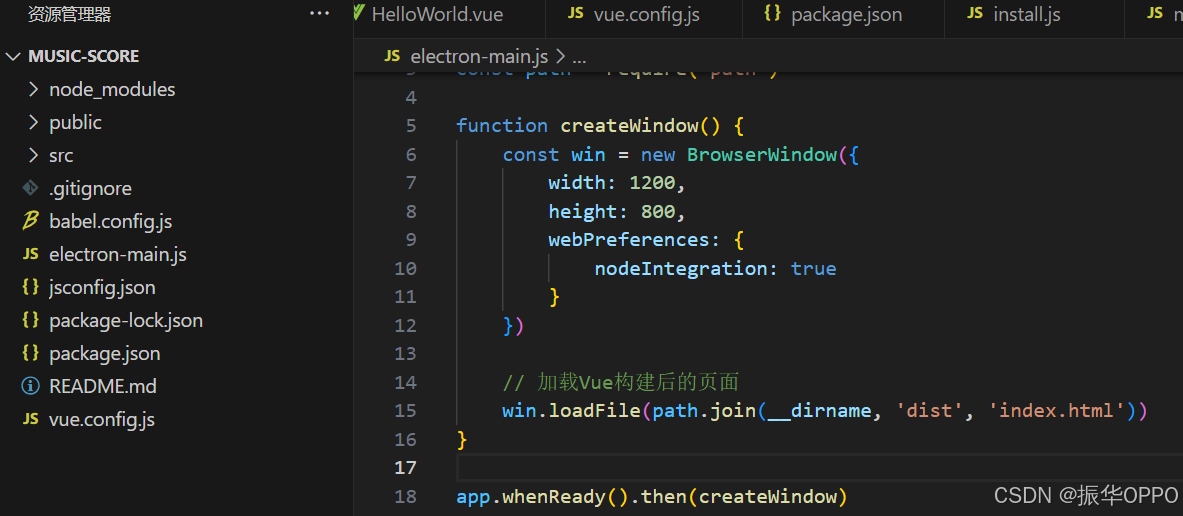 资源管理器 ···
MUSIC-SCORE
node_modules
public
src
.gitignore
babel.config.js
JS electron-main.js
{} jsconfig.json
{} package-lock.json
{} package.json
README.md
JS vue.config.js
HelloWorld.vue JS vue.config.js {} package.json JS install.js JS
JS electron-main.js > ...
4
5 function createWindow() {
6 const win = new BrowserWindow({
7 width: 1200,
8 height: 800,
9 webPreferences: {
10 nodeIntegration: true
11 }
12 })
13
14 // 加载Vue构建后的页面
15 win.loadFile(path.join(__dirname, 'dist', 'index.html'))
16 }
17
18 app.whenReady().then(createWindow)
CSDN @振华OPPO